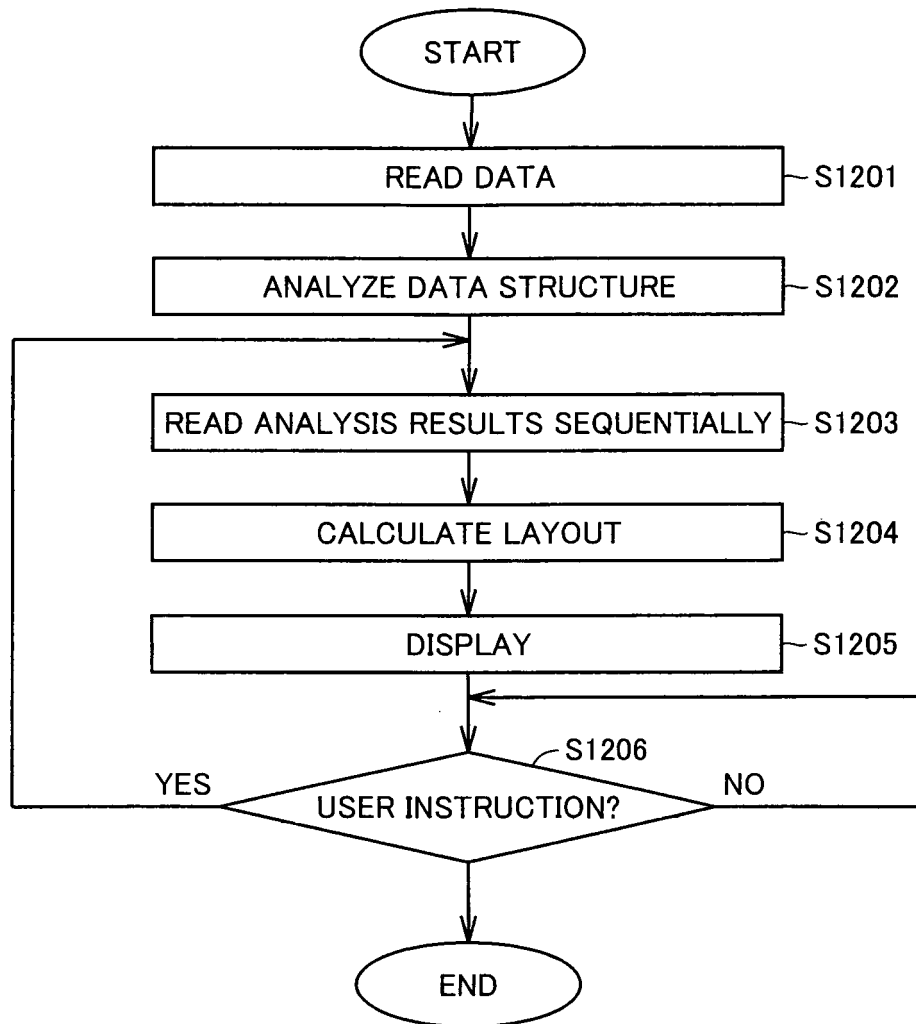 START
READ DATA
S1201
ANALYZE DATA STRUCTURE
S1202
READ ANALYSIS RESULTS SEQUENTIALLY
S1203
CALCULATE LAYOUT
S1204
DISPLAY
S1205
S1206
YES
USER INSTRUCTION?
NO
END